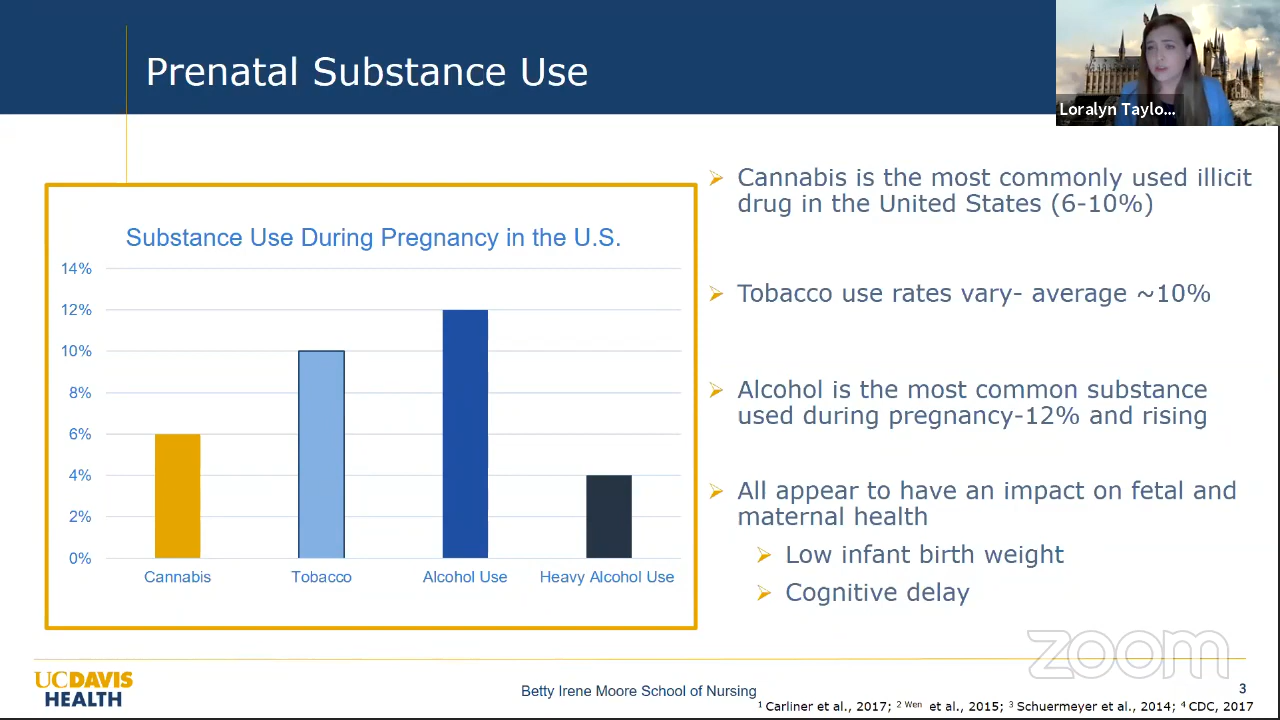 Prenatal Substance Use
Loralyn Taylo...
Substance Use During Pregnancy in the U.S.
14%
12%
10%
8%
6%
4%
2%
0%
Cannabis
Tobacco
Alcohol Use
Heavy Alcohol Use
Cannabis is the most commonly used illicit
drug in the United States (6-10%)
Tobacco use rates vary- average ~10%
Alcohol is the most common substance
used during pregnancy-12% and rising
All appear to have an impact on fetal and
maternal health
Low infant birth weight
Cognitive delay
zoom
UCDAVIS
HEALTH
Betty Irene Moore School of Nursing
3
1 Carliner et al., 2017; 2 Wen et al., 2015; 3 Schuermeyer et al., 2014; 4 CDC, 2017